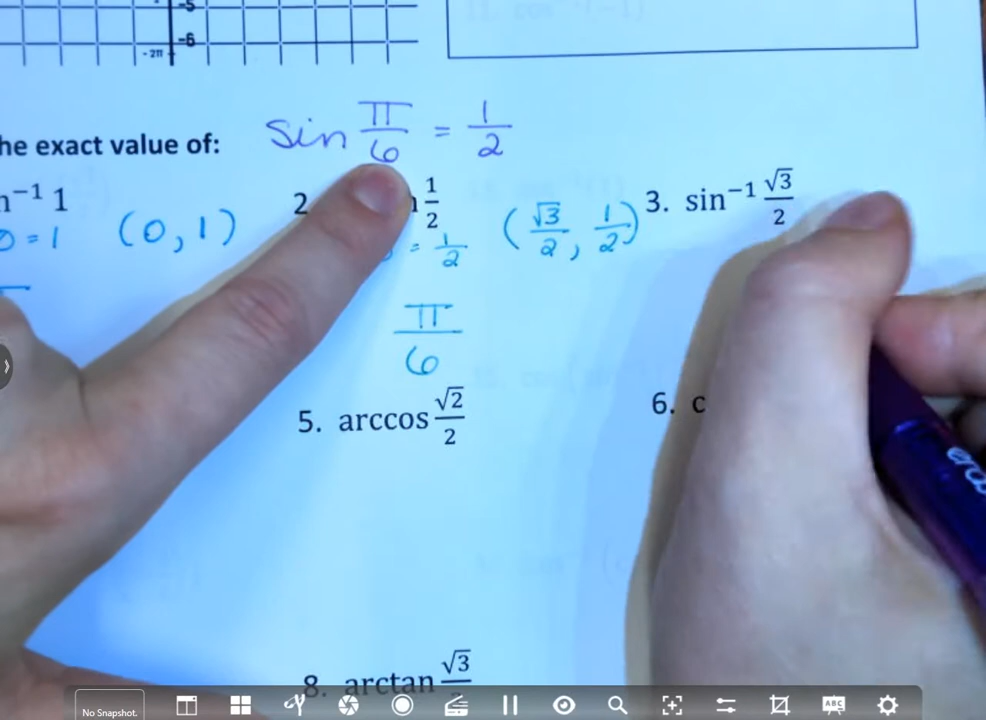 -5
-6
-2π
sin π/6 = 1/2
he exact value of:
n⁻¹ 1
2
1/2
3. sin⁻¹ √3/2
= 1 (0, 1)
= 1/2 (√3/2, 1/2)
π/6
5. arccos √2/2
6. c
8. arctan √3
No Snapshot.
ABC